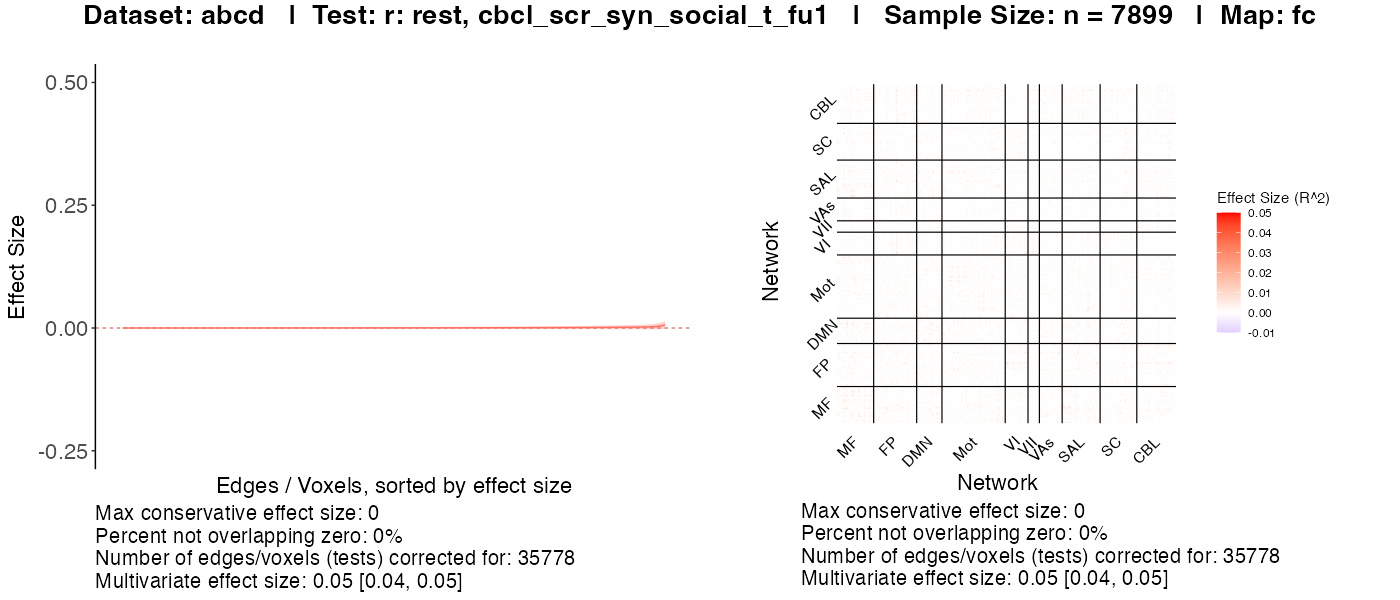 Dataset: abcd | Test: r: rest, cbcl_scr_syn_social_t_fu1 | Sample Size: n = 7899 | Map: fc
Effect Size
0.50
0.25
0.00
-0.25
Edges / Voxels, sorted by effect size
Max conservative effect size: 0
Percent not overlapping zero: 0%
Number of edges/voxels (tests) corrected for: 35778
Multivariate effect size: 0.05 [0.04, 0.05]
Network
CBL
SC
SAL
VAs
VII
VI
Mot
DMN
FP
MF
MF
FP
DMN
Mot
VI
VII
VAs
SAL
SC
CBL
Network
Effect Size (R^2)
0.05
0.04
0.03
0.02
0.01
0.00
-0.01
Max conservative effect size: 0
Percent not overlapping zero: 0%
Number of edges/voxels (tests) corrected for: 35778
Multivariate effect size: 0.05 [0.04, 0.05]